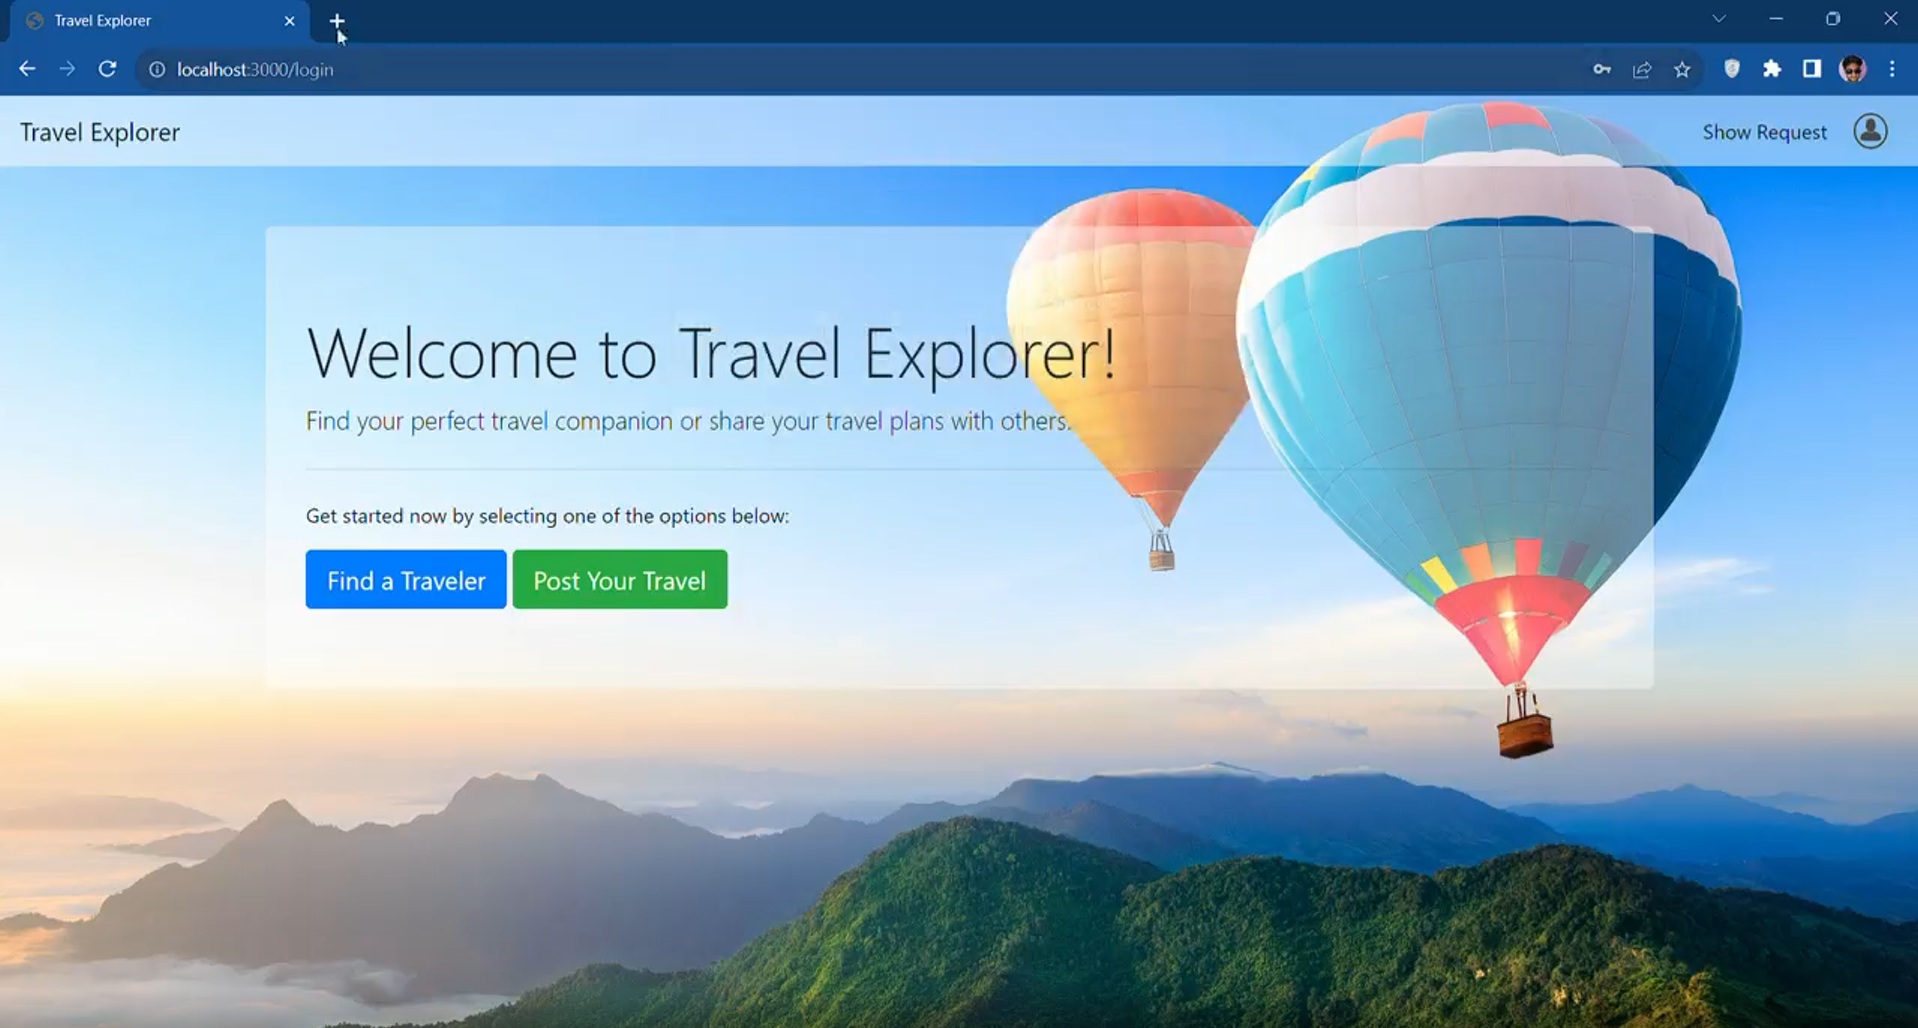 Travel Explorer
localhost:3000/login
Travel Explorer
Show Request
Welcome to Travel Explorer!
Find your perfect travel companion or share your travel plans with others.
Get started now by selecting one of the options below:
Find a Traveler
Post Your Travel